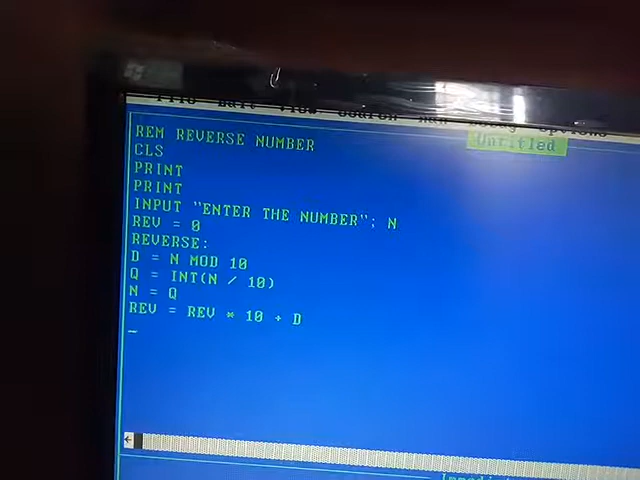 Untitled
REM REVERSE NUMBER
CLS
PRINT
PRINT
INPUT "ENTER THE NUMBER"; N
REV = 0
REVERSE:
D = N MOD 10
Q = INT(N / 10)
N = Q
REV = REV * 10 + D